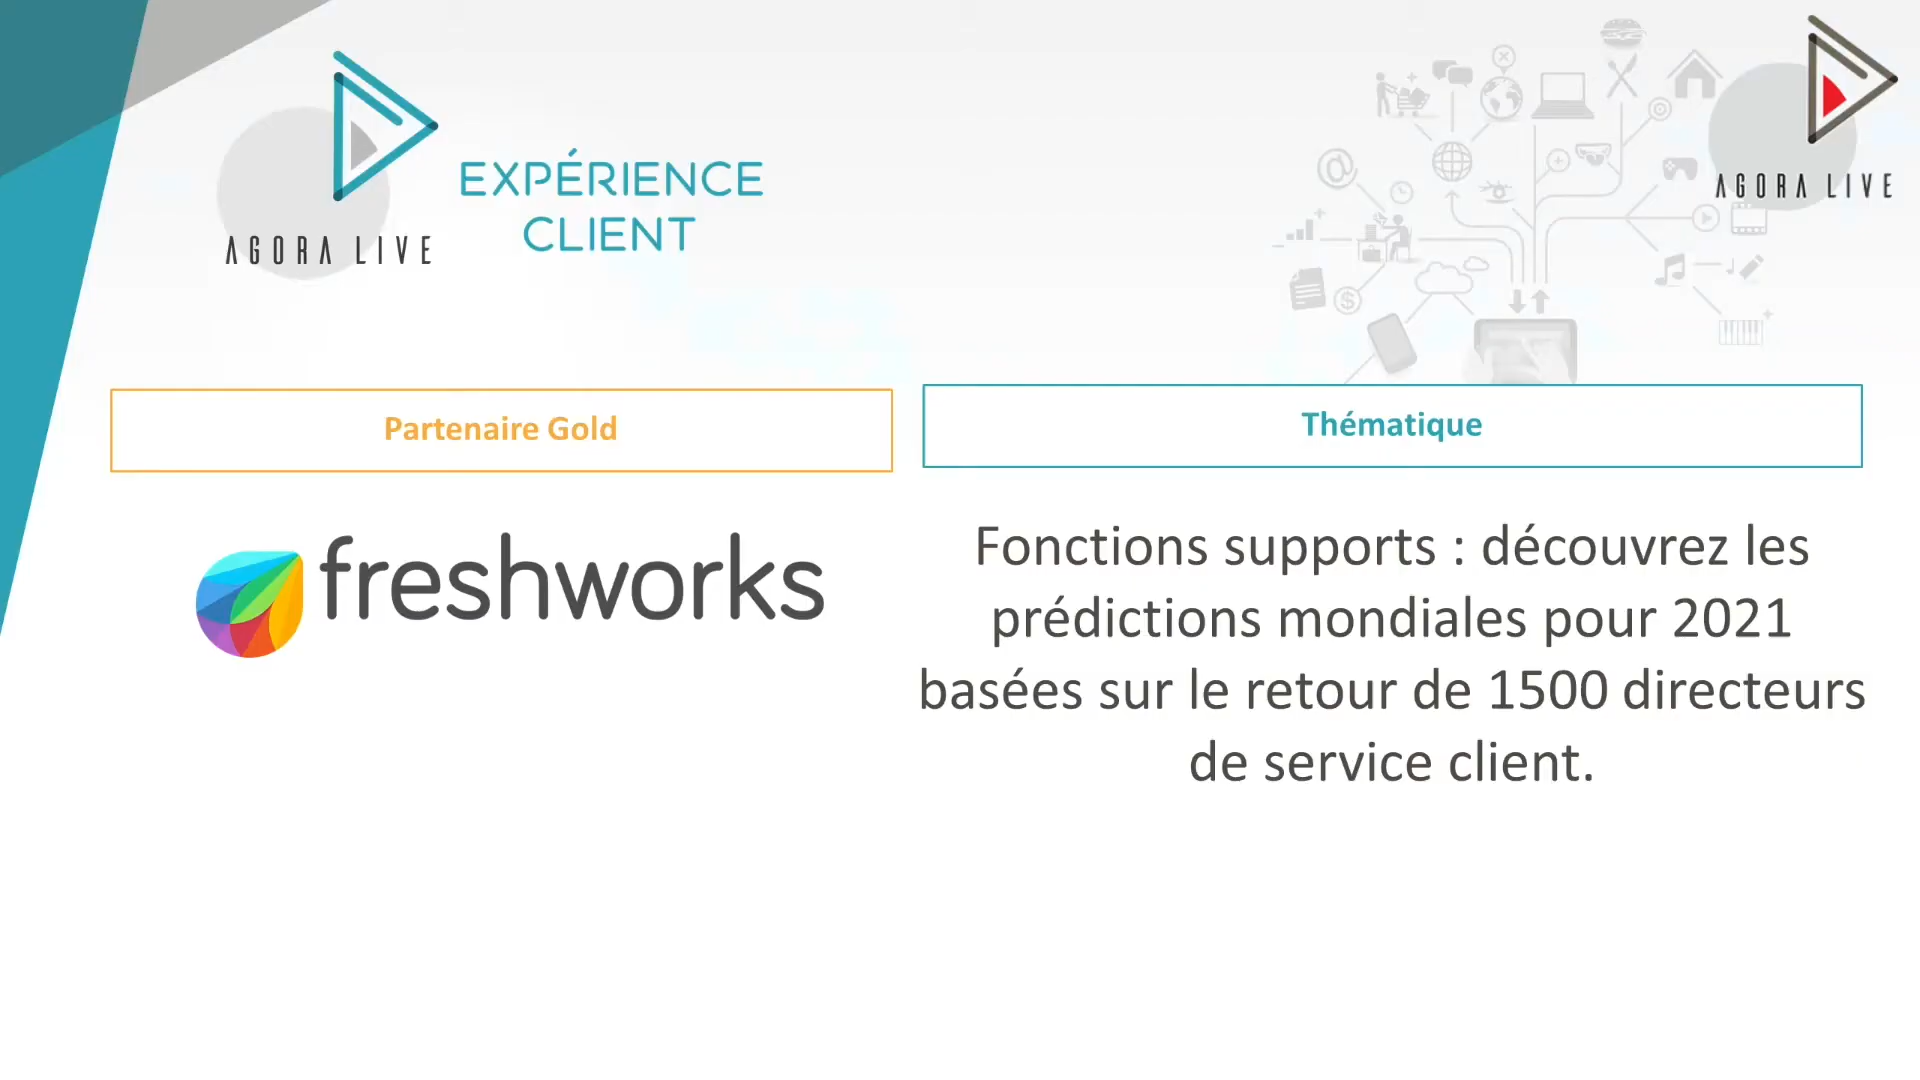 AGORA LIVE
EXPÉRIENCE
CLIENT
AGORA LIVE
Partenaire Gold
Thématique
freshworks
Fonctions supports : découvrez les
prédictions mondiales pour 2021
basées sur le retour de 1500 directeurs
de service client.